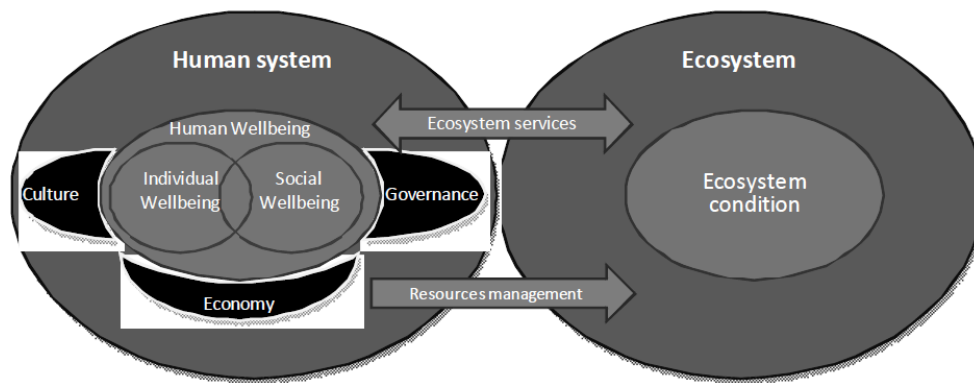 Human system
Ecosystem
Human Wellbeing
Ecosystem services
Culture
Individual
Wellbeing
Social
Wellbeing
Governance
Ecosystem
condition
Economy
Resources management